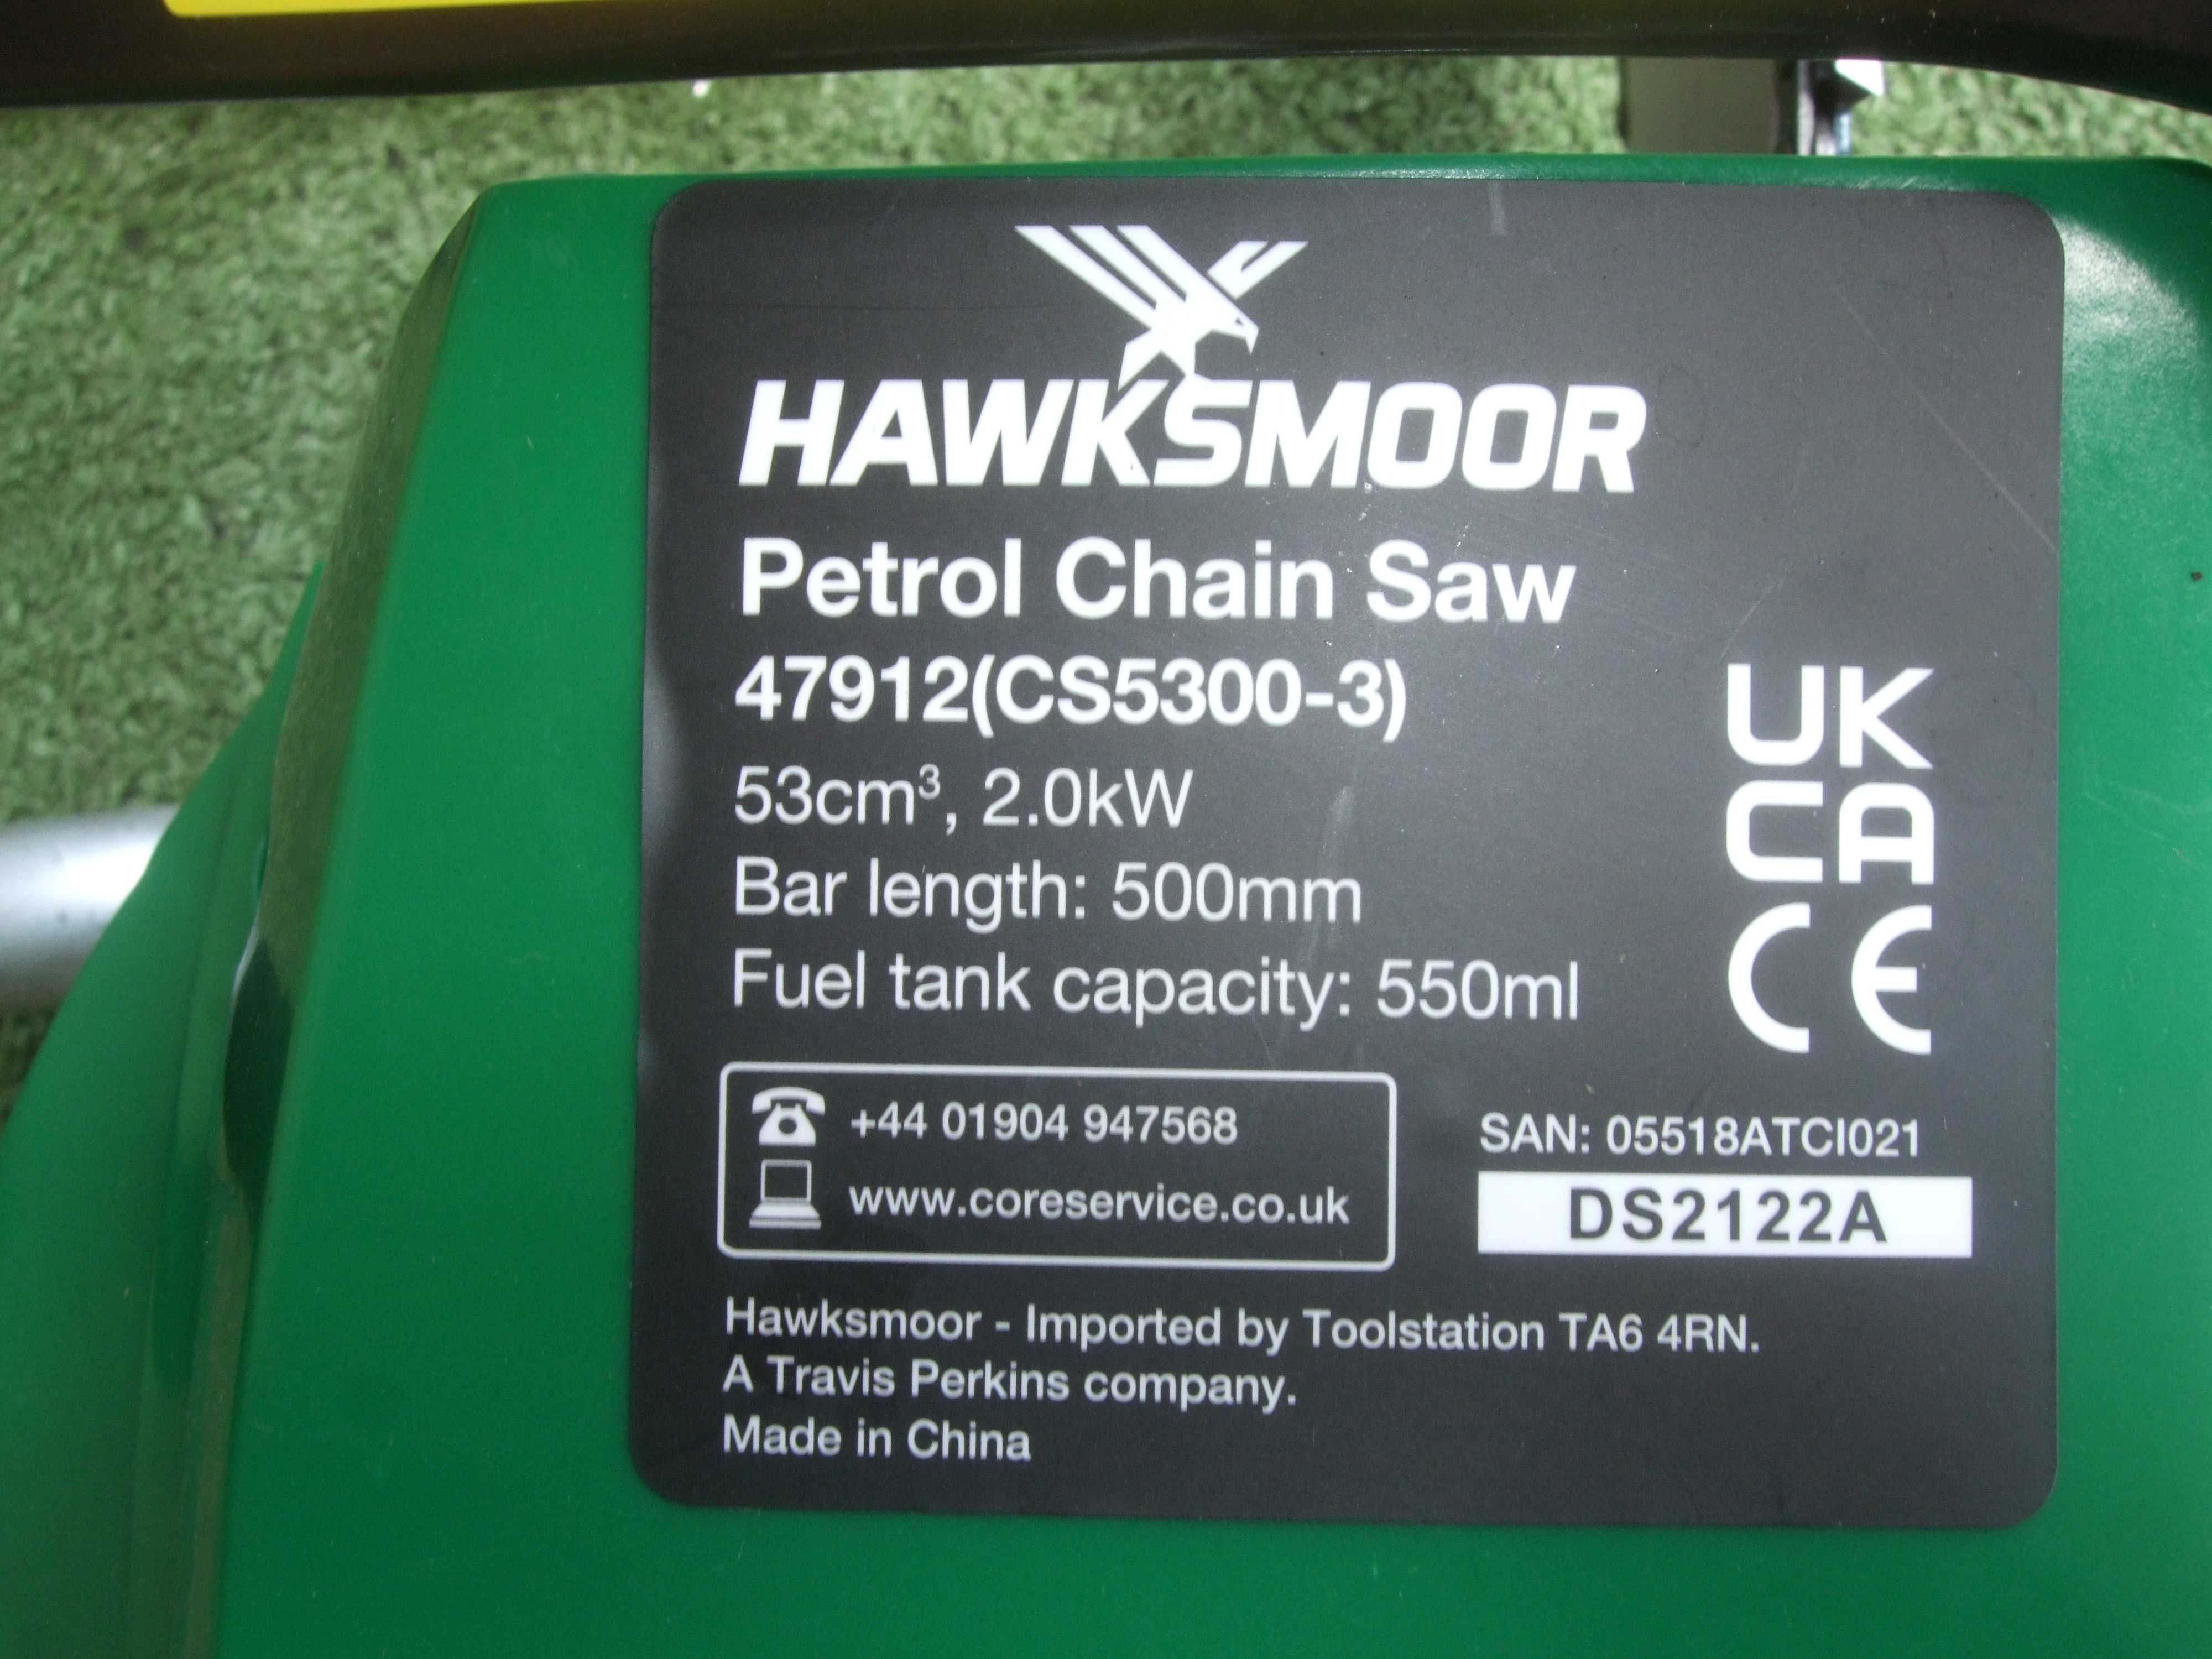 HAWKSMOOR
Petrol Chain Saw
47912(CS5300-3)
53cm³, 2.0kW
Bar length: 500mm
Fuel tank capacity: 550ml
UK
CA
CE
+44 01904 947568
www.coreservice.co.uk
SAN: 05518ATCI021
DS2122A
Hawksmoor - Imported by Toolstation TA6 4RN.
A Travis Perkins company.
Made in China